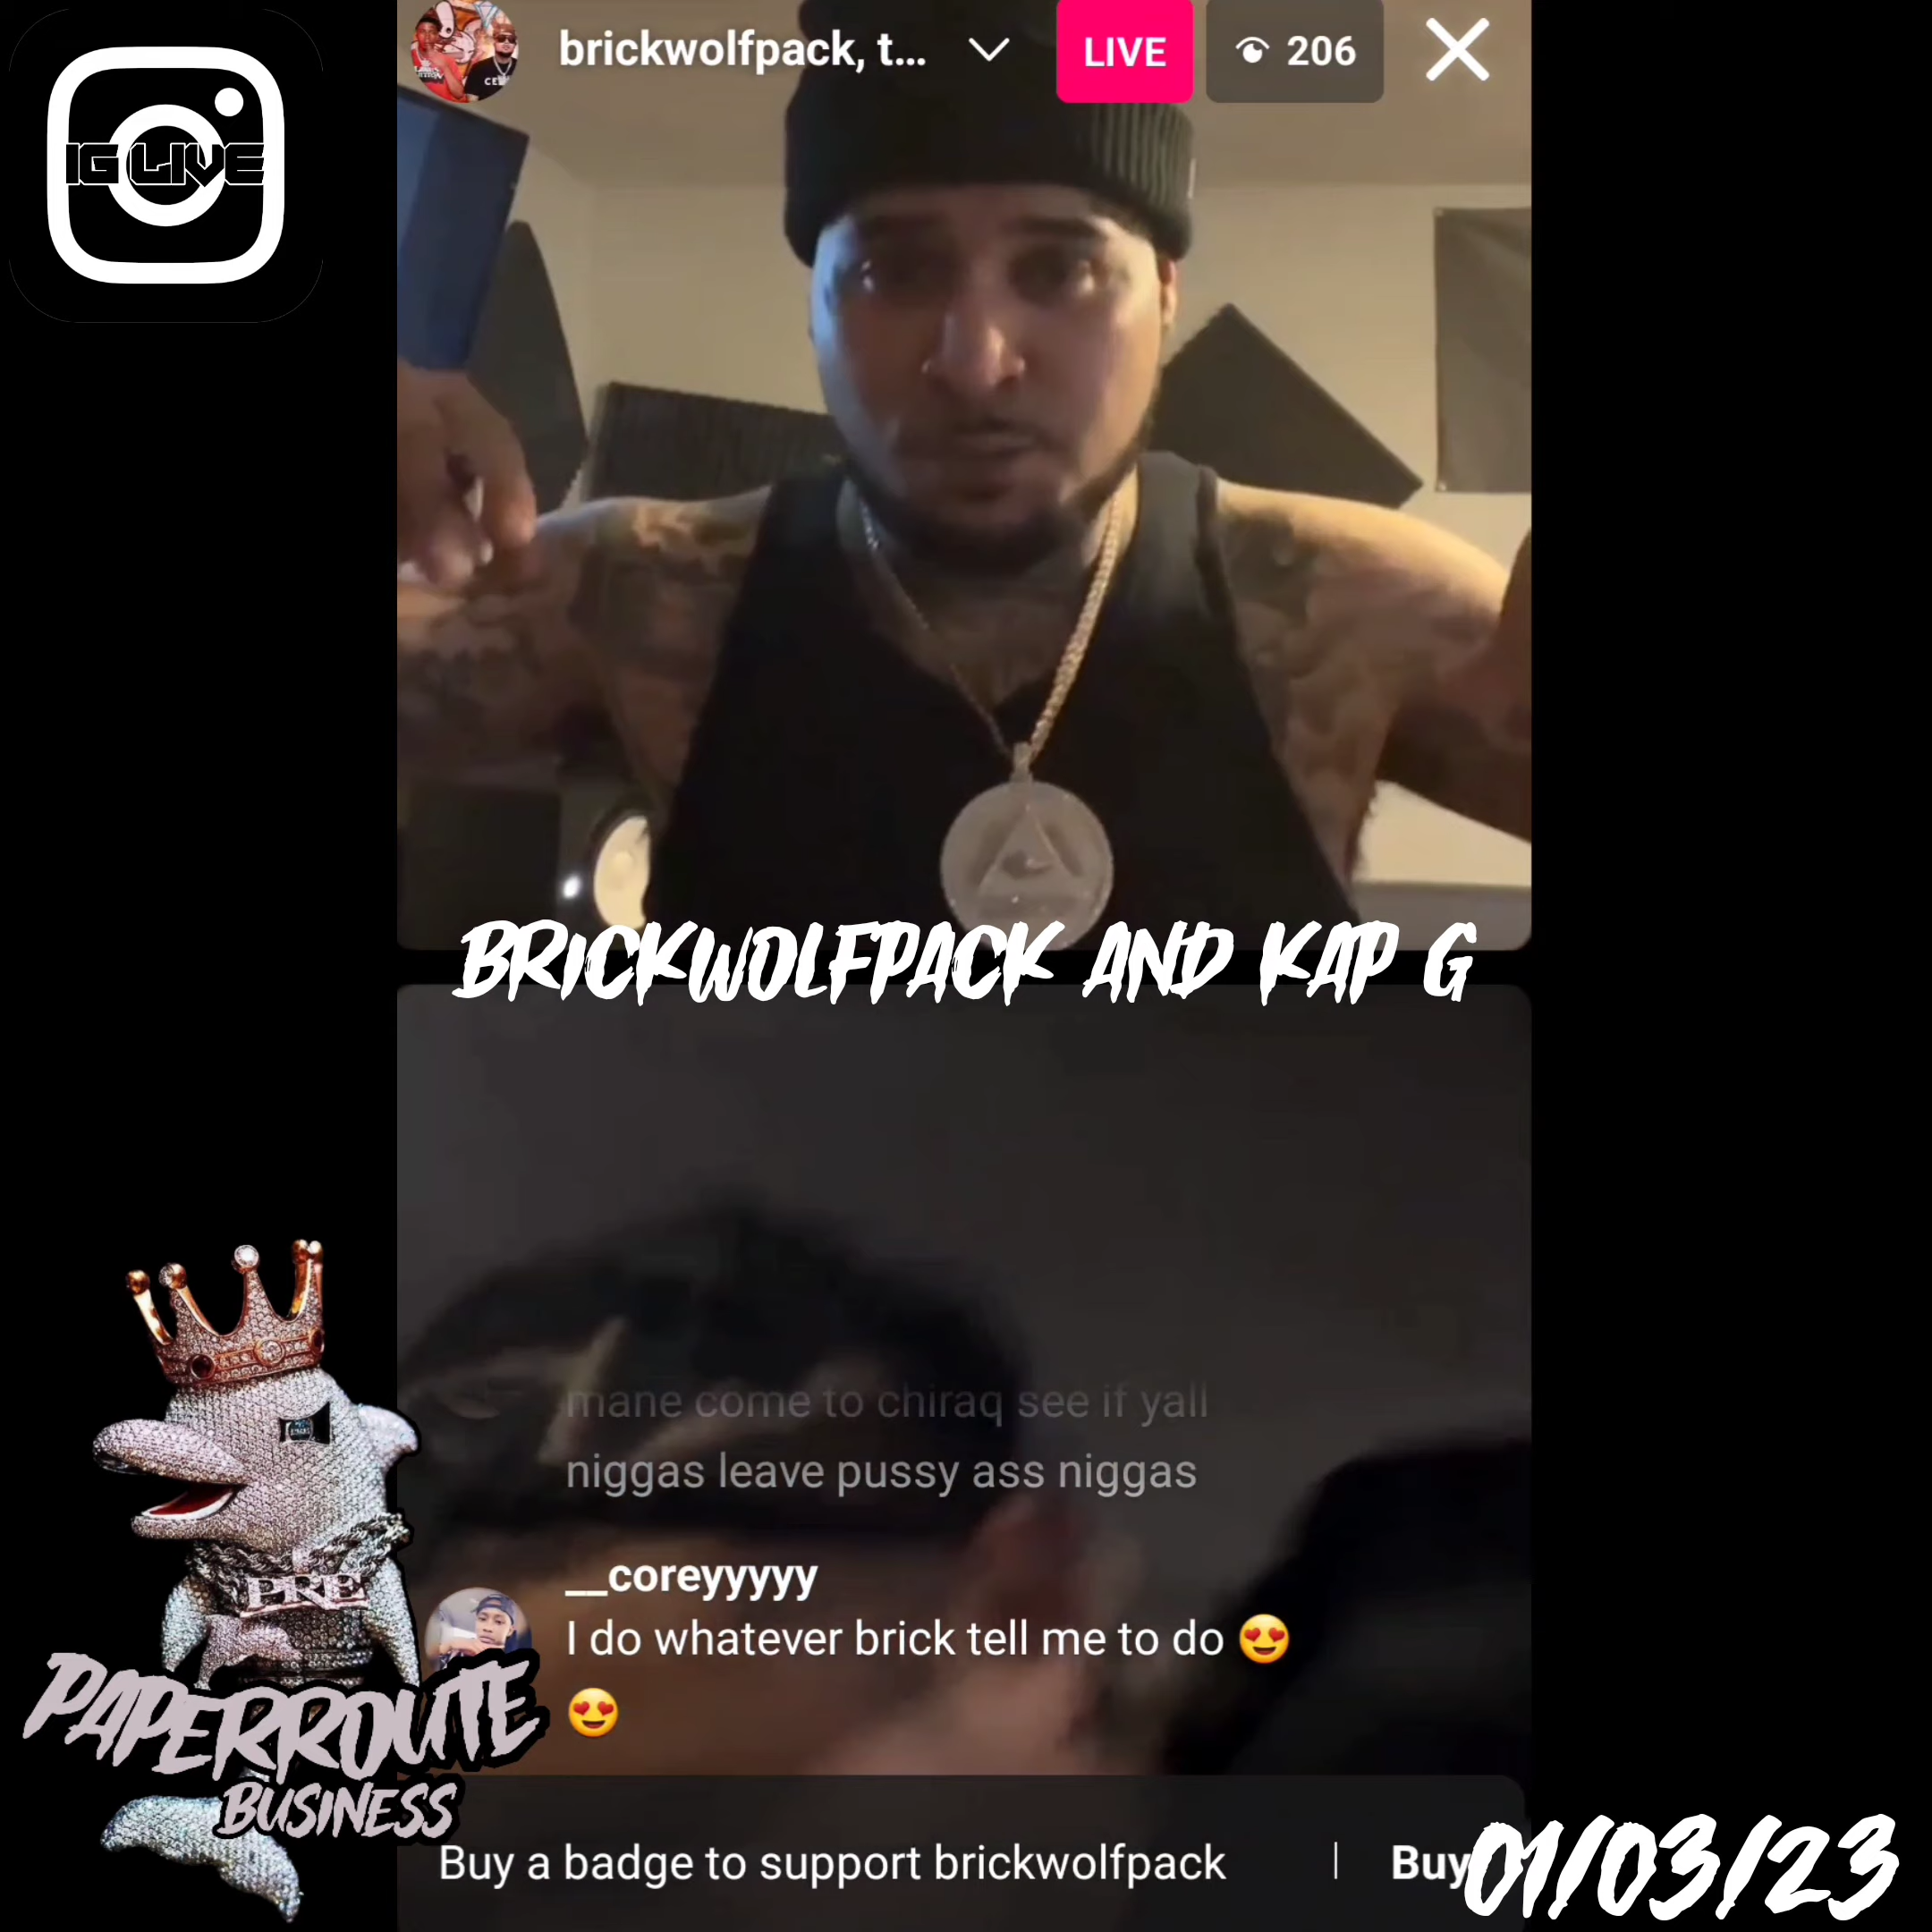 IG LIVE
brickwolfpack, t...
LIVE
206
BRICKWOLFPACK AND KAP G
mane come to chiraq see if yall
niggas leave pussy ass niggas
__coreyyyyy
I do whatever brick tell me to do 😍
😍
PRE
PAPERROUTE
BUSINESS
Buy a badge to support brickwolfpack | Buy
01/03/23